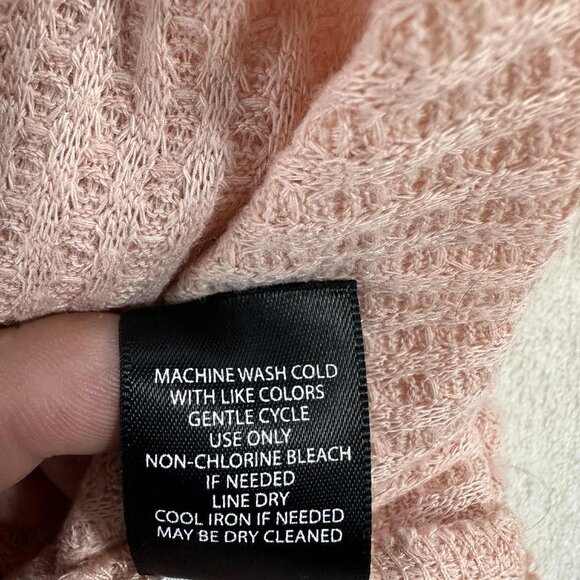 MACHINE WASH COLD
WITH LIKE COLORS
GENTLE CYCLE
USE ONLY
NON-CHLORINE BLEACH
IF NEEDED
LINE DRY
COOL IRON IF NEEDED
MAY BE DRY CLEANED